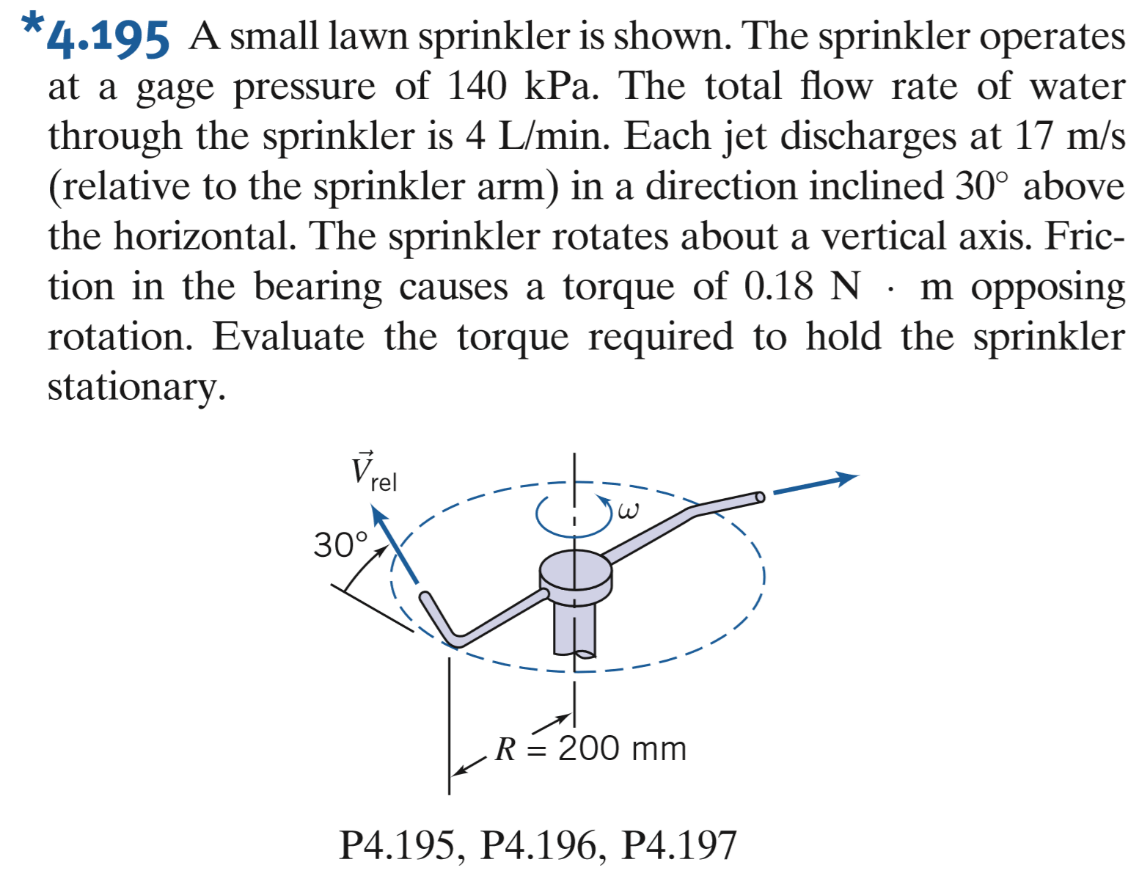 *4.195 A small lawn sprinkler is shown. The sprinkler operates
at a gage pressure of 140 kPa. The total flow rate of water
through the sprinkler is 4 L/min. Each jet discharges at 17 m/s
(relative to the sprinkler arm) in a direction inclined 30° above
the horizontal. The sprinkler rotates about a vertical axis. Fric-
tion in the bearing causes a torque of 0.18 N · m opposing
rotation. Evaluate the torque required to hold the sprinkler
stationary.
V⃗rel
ω
30°
R = 200 mm
P4.195, P4.196, P4.197